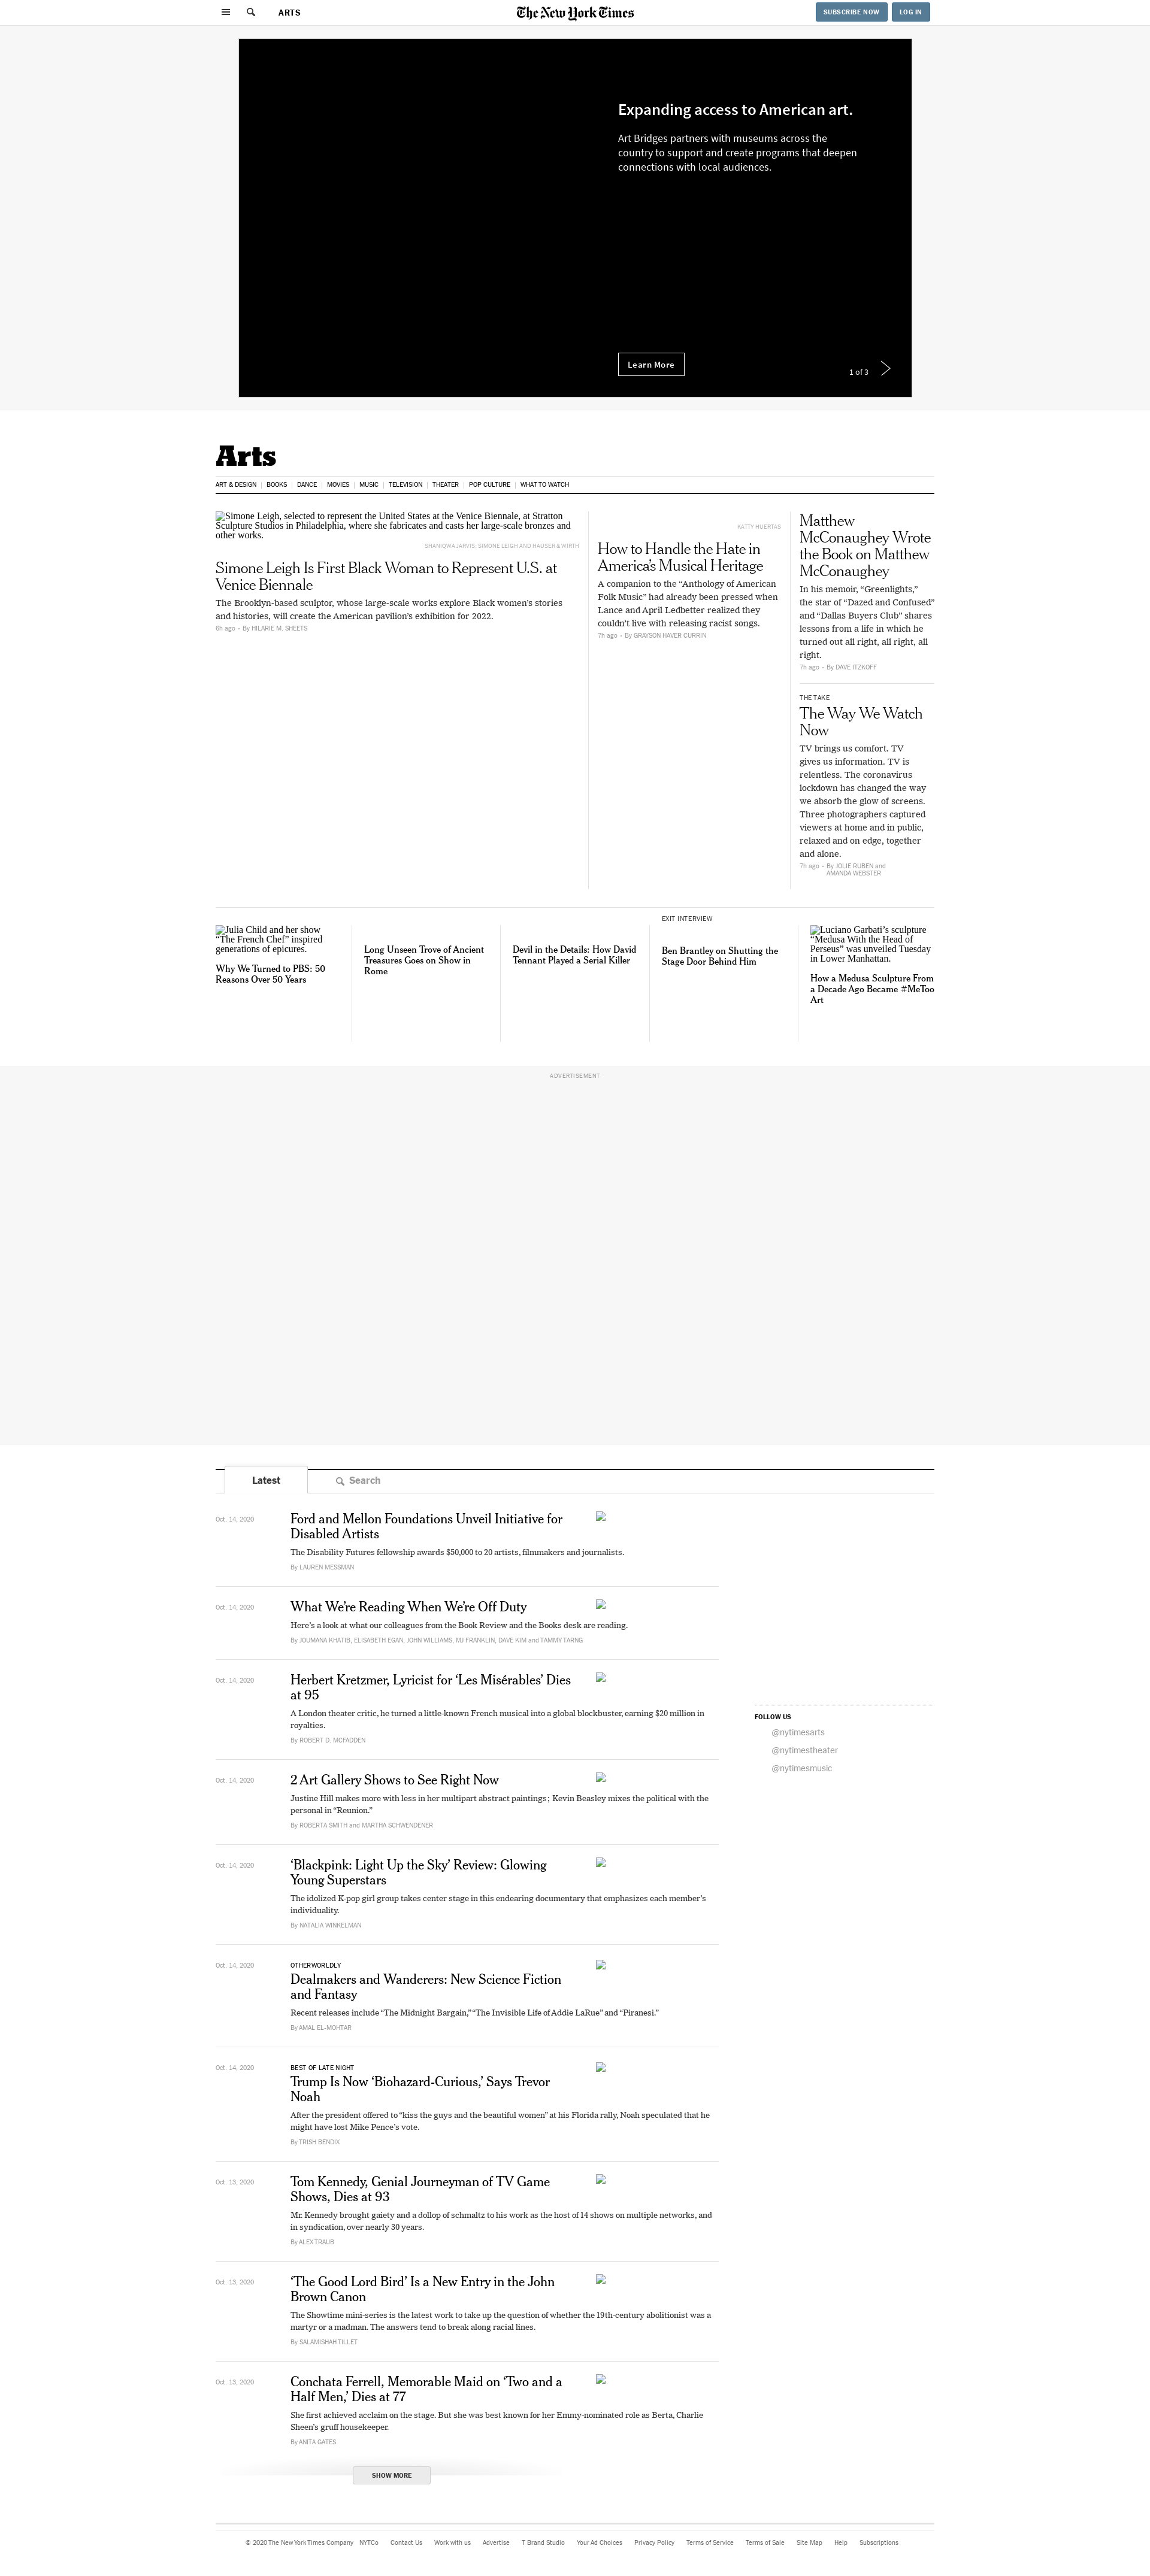 ARTS
The New York Times
SUBSCRIBE NOW
LOG IN
Expanding access to American art.
Art Bridges partners with museums across the
country to support and create programs that deepen
connections with local audiences.
Learn More
1 of 3
Arts
ART & DESIGN | BOOKS | DANCE | MOVIES | MUSIC | TELEVISION | THEATER | POP CULTURE | WHAT TO WATCH
Simone Leigh, selected to represent the United States at the Venice Biennale, at Stratton
Sculpture Studios in Philadelphia, where she fabricates and casts her large-scale bronzes and
other works.
SHANIQWA JARVIS; SIMONE LEIGH AND HAUSER & WIRTH
Simone Leigh Is First Black Woman to Represent U.S. at
Venice Biennale
The Brooklyn-based sculptor, whose large-scale works explore Black women's stories
and histories, will create the American pavilion's exhibition for 2022.
6h ago • By HILARIE M. SHEETS
KATTY HUERTAS
How to Handle the Hate in
America's Musical Heritage
A companion to the “Anthology of American
Folk Music” had already been pressed when
Lance and April Ledbetter realized they
couldn't live with releasing racist songs.
7h ago • By GRAYSON HAVER CURRIN
Matthew
McConaughey Wrote
the Book on Matthew
McConaughey
In his memoir, “Greenlights,”
the star of “Dazed and Confused”
and “Dallas Buyers Club” shares
lessons from a life in which he
turned out all right, all right, all
right.
7h ago • By DAVE ITZKOFF
THE TAKE
The Way We Watch
Now
TV brings us comfort. TV
gives us information. TV is
relentless. The coronavirus
lockdown has changed the way
we absorb the glow of screens.
Three photographers captured
viewers at home and in public,
relaxed and on edge, together
and alone.
7h ago • By JOLIE RUBEN and
AMANDA WEBSTER
Julia Child and her show
“The French Chef” inspired
generations of epicures.
Why We Turned to PBS: 50
Reasons Over 50 Years
Long Unseen Trove of Ancient
Treasures Goes on Show in
Rome
Devil in the Details: How David
Tennant Played a Serial Killer
EXIT INTERVIEW
Ben Brantley on Shutting the
Stage Door Behind Him
Luciano Garbati’s sculpture
“Medusa With the Head of
Perseus” was unveiled Tuesday
in Lower Manhattan.
How a Medusa Sculpture From
a Decade Ago Became #MeToo
Art
ADVERTISEMENT
Latest
Search
Oct. 14, 2020
Ford and Mellon Foundations Unveil Initiative for
Disabled Artists
The Disability Futures fellowship awards $50,000 to 20 artists, filmmakers and journalists.
By LAUREN MESSMAN
Oct. 14, 2020
What We’re Reading When We’re Off Duty
Here’s a look at what our colleagues from the Book Review and the Books desk are reading.
By JOUMANA KHATIB, ELISABETH EGAN, JOHN WILLIAMS, MJ FRANKLIN, DAVE KIM and TAMMY TARNG
Oct. 14, 2020
Herbert Kretzmer, Lyricist for ‘Les Misérables’ Dies
at 95
A London theater critic, he turned a little-known French musical into a global blockbuster, earning $20 million in
royalties.
By ROBERT D. MCFADDEN
Oct. 14, 2020
2 Art Gallery Shows to See Right Now
Justine Hill makes more with less in her multipart abstract paintings; Kevin Beasley mixes the political with the
personal in “Reunion.”
By ROBERTA SMITH and MARTHA SCHWENDENER
Oct. 14, 2020
‘Blackpink: Light Up the Sky’ Review: Glowing
Young Superstars
The idolized K-pop girl group takes center stage in this endearing documentary that emphasizes each member’s
individuality.
By NATALIA WINKELMAN
Oct. 14, 2020
OTHERWORLDLY
Dealmakers and Wanderers: New Science Fiction
and Fantasy
Recent releases include “The Midnight Bargain,” “The Invisible Life of Addie LaRue” and “Piranesi.”
By AMAL EL-MOHTAR
Oct. 14, 2020
BEST OF LATE NIGHT
Trump Is Now ‘Biohazard-Curious,’ Says Trevor
Noah
After the president offered to “kiss the guys and the beautiful women” at his Florida rally, Noah speculated that he
might have lost Mike Pence’s vote.
By TRISH BENDIX
Oct. 13, 2020
Tom Kennedy, Genial Journeyman of TV Game
Shows, Dies at 93
Mr. Kennedy brought gaiety and a dollop of schmaltz to his work as the host of 14 shows on multiple networks, and
in syndication, over nearly 30 years.
By ALEX TRAUB
Oct. 13, 2020
‘The Good Lord Bird’ Is a New Entry in the John
Brown Canon
The Showtime mini-series is the latest work to take up the question of whether the 19th-century abolitionist was a
martyr or a madman. The answers tend to break along racial lines.
By SALAMISHAH TILLET
Oct. 13, 2020
Conchata Ferrell, Memorable Maid on ‘Two and a
Half Men,’ Dies at 77
She first achieved acclaim on the stage. But she was best known for her Emmy-nominated role as Berta, Charlie
Sheen’s gruff housekeeper.
By ANITA GATES
SHOW MORE
FOLLOW US
@nytimesarts
@nytimestheater
@nytimesmusic
© 2020 The New York Times Company NYTCo Contact Us Work with us Advertise T Brand Studio Your Ad Choices Privacy Policy Terms of Service Terms of Sale Site Map Help Subscriptions